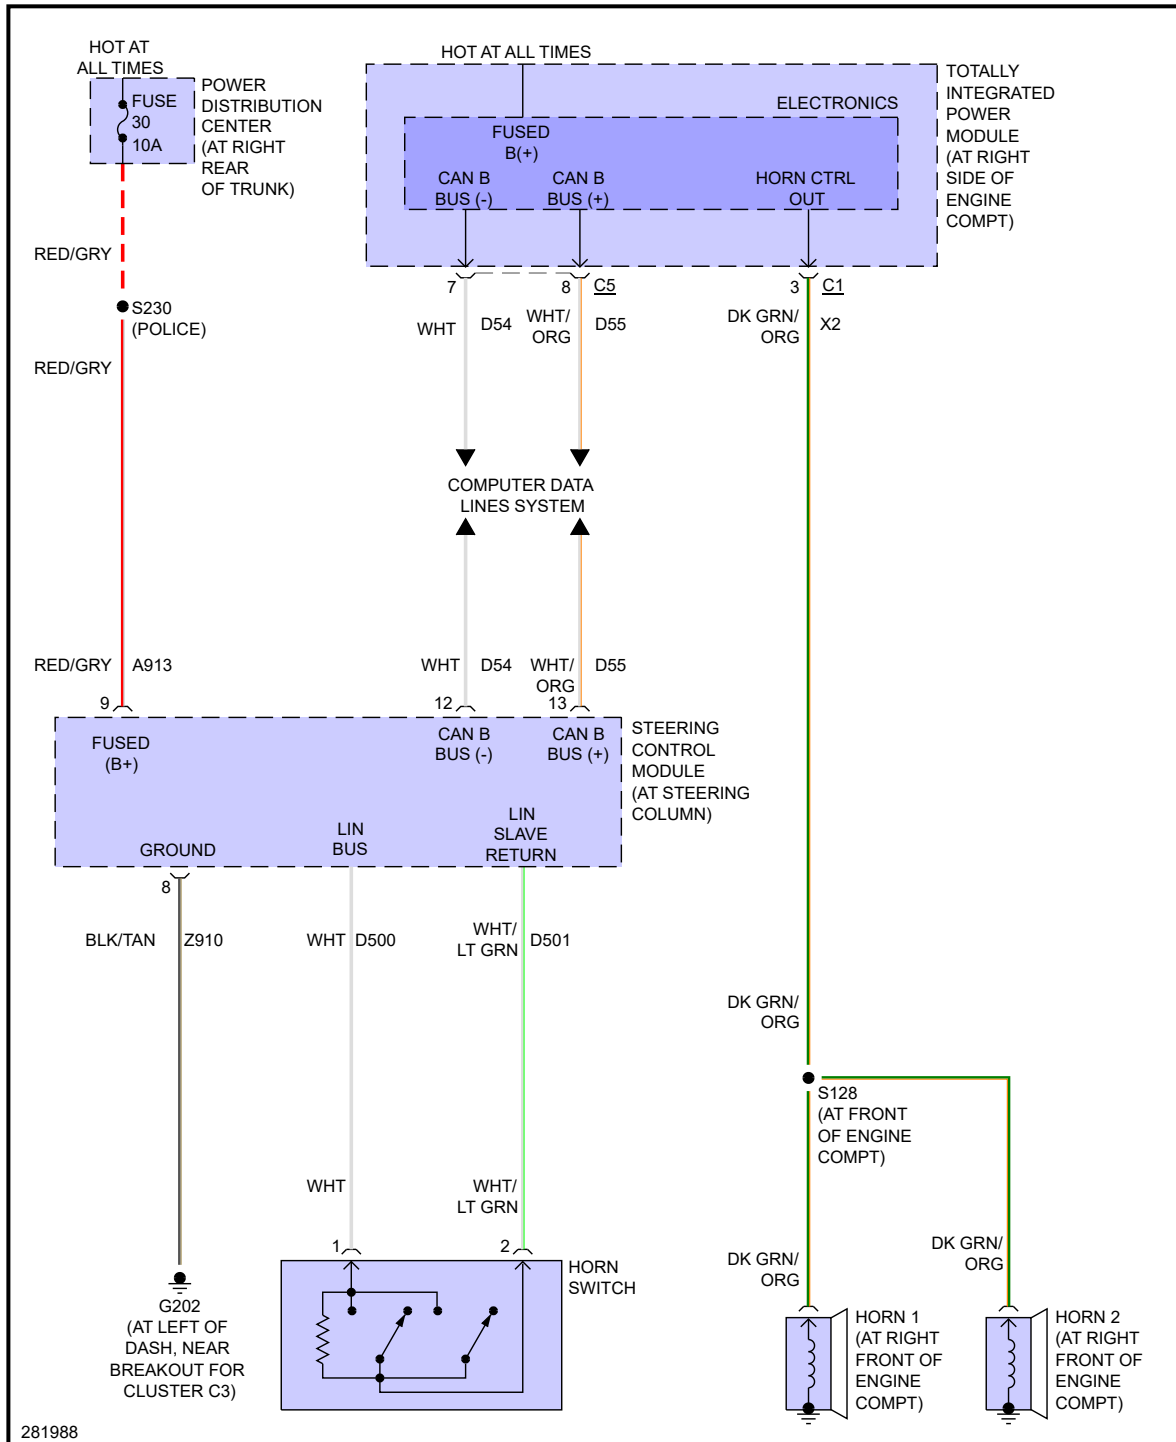 HOT AT
ALL TIMES
FUSE
30
10A
POWER
DISTRIBUTION
CENTER
(AT RIGHT
REAR
OF TRUNK)
HOT AT ALL TIMES
ELECTRONICS
FUSED
B(+)
CAN B
BUS (-)
CAN B
BUS (+)
HORN CTRL
OUT
TOTALLY
INTEGRATED
POWER
MODULE
(AT RIGHT
SIDE OF
ENGINE
COMPT)
RED/GRY
S230
(POLICE)
RED/GRY
7
8
C5
3
C1
WHT
D54
WHT/
ORG
D55
DK GRN/
ORG
X2
COMPUTER DATA
LINES SYSTEM
RED/GRY
A913
WHT
D54
WHT/
ORG
D55
9
12
13
FUSED
(B+)
CAN B
BUS (-)
CAN B
BUS (+)
STEERING
CONTROL
MODULE
(AT STEERING
COLUMN)
GROUND
LIN
BUS
LIN
SLAVE
RETURN
8
BLK/TAN
Z910
WHT
D500
WHT/
LT GRN
D501
DK GRN/
ORG
S128
(AT FRONT
OF ENGINE
COMPT)
WHT
WHT/
LT GRN
1
2
HORN
SWITCH
G202
(AT LEFT OF
DASH, NEAR
BREAKOUT FOR
CLUSTER C3)
DK GRN/
ORG
DK GRN/
ORG
HORN 1
(AT RIGHT
FRONT OF
ENGINE
COMPT)
HORN 2
(AT RIGHT
FRONT OF
ENGINE
COMPT)
281988